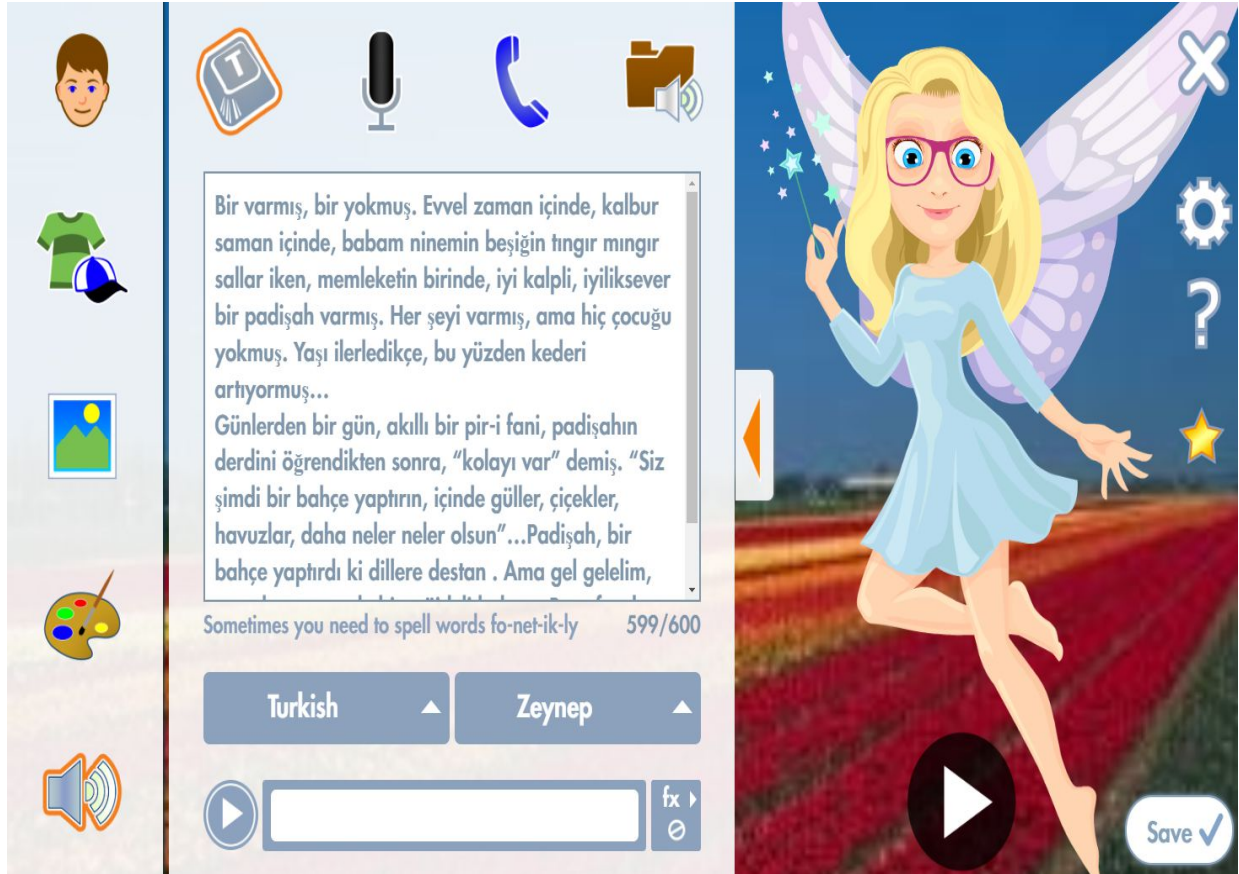 T
Bir varmış, bir yokmuş. Evvel zaman içinde, kalbur
saman içinde, babam ninemin beşiğin tıngır mıngır
sallar iken, memleketin birinde, iyi kalpli, iyiliksever
bir padişah varmış. Her şeyi varmış, ama hiç çocuğu
yokmuş. Yaşı ilerledikçe, bu yüzden kederi
artıyormuş...
Günlerden bir gün, akıllı bir pir-i fani, padişahın
derdini öğrendikten sonra, “kolayı var” demiş. “Siz
şimdi bir bahçe yaptırın, içinde güller, çiçekler,
havuzlar, daha neler neler olsun”...Padişah, bir
bahçe yaptırdı ki dillere destan . Ama gel gelelim,
Sometimes you need to spell words fo-net-ik-ly 599/600
Turkish Zeynep
fx
?
Save